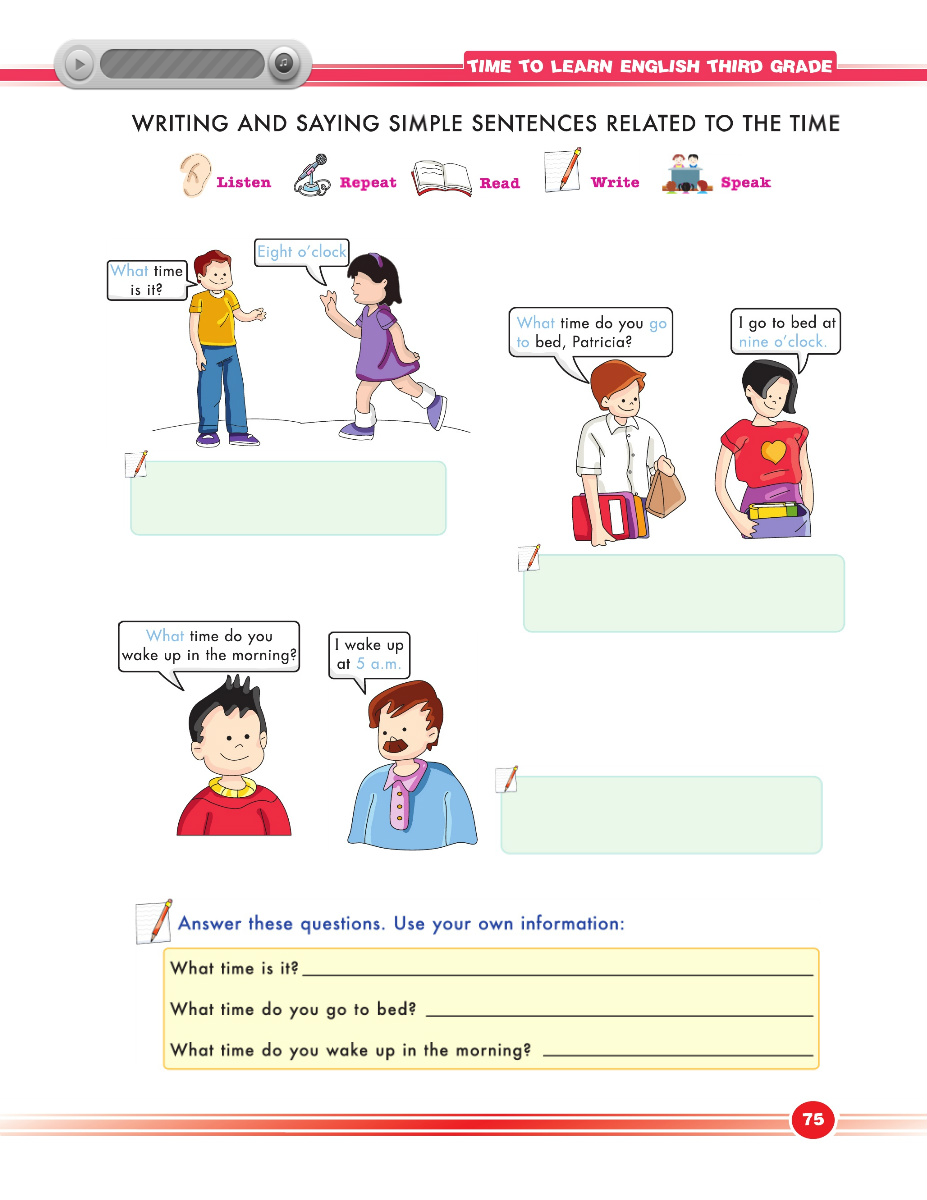 TIME TO LEARN ENGLISH THIRD GRADE
WRITING AND SAYING SIMPLE SENTENCES RELATED TO THE TIME
Listen
Repeat
Read
Write
Speak
What time
is it?
Eight o'clock
What time do you go
to bed, Patricia?
I go to bed at
nine o'clock.
What time do you
wake up in the morning?
I wake up
at 5 a.m.
Answer these questions. Use your own information:
What time is it?
What time do you go to bed?
What time do you wake up in the morning?
75